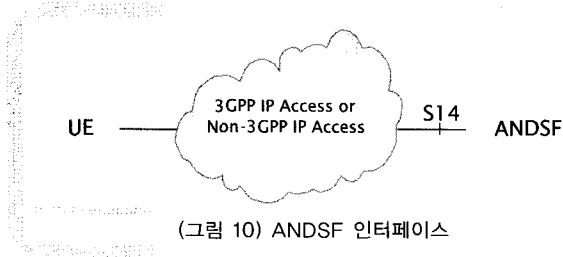 3GPP IP Access or
Non-3GPP IP Access
UE
S14
ANDSF
(그림 10) ANDSF 인터페이스